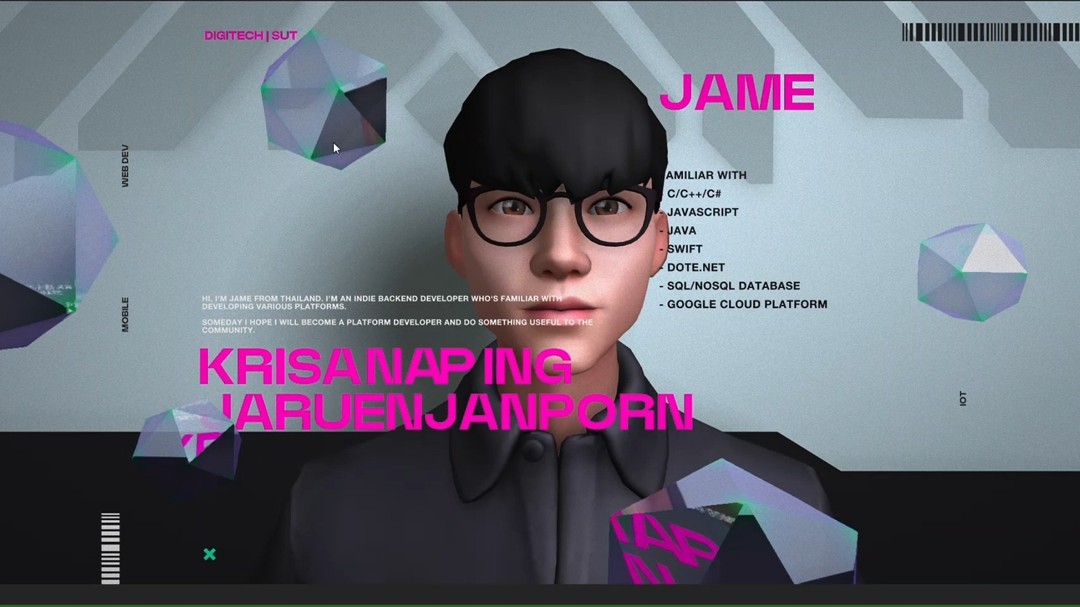 DIGITECH | SUT
JAME
WEB DEV
AMILIAR WITH
- C/C++/C#
- JAVASCRIPT
- JAVA
- SWIFT
- DOTE.NET
- SQL/NOSQL DATABASE
- GOOGLE CLOUD PLATFORM
MOBILE
HI, I'M JAME FROM THAILAND. I'M AN INDIE BACKEND DEVELOPER WHO'S FAMILIAR WITH
DEVELOPING VARIOUS PLATFORMS.
SOMEDAY I HOPE I WILL BECOME A PLATFORM DEVELOPER AND DO SOMETHING USEFUL TO THE
COMMUNITY.
KRISANAPING
JARUENJANPORN
IOT